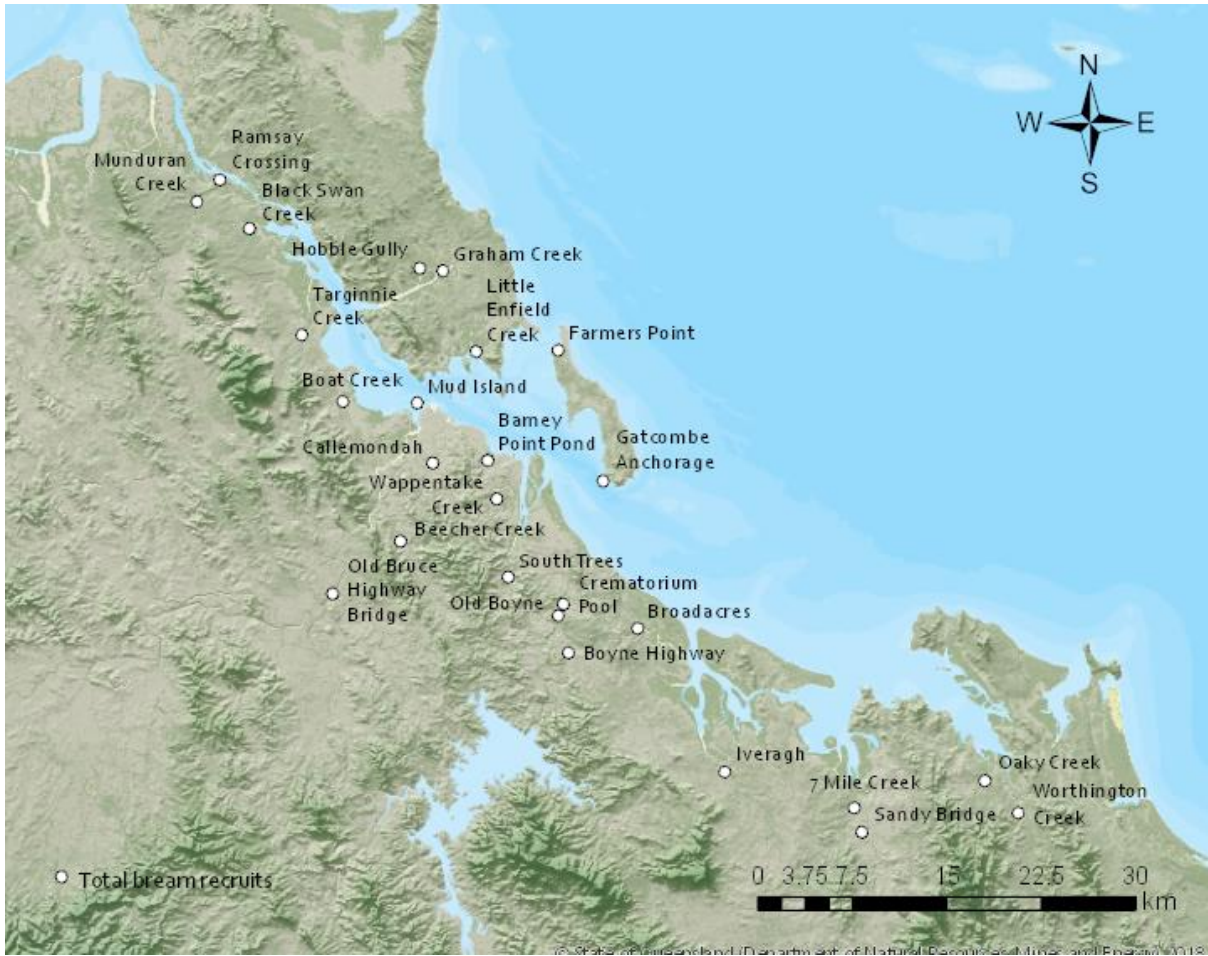 N
W E
S
Ramsay
Crossing
Munduran
Creek
Black Swan
Creek
Hobble Gully
Graham Creek
Targinnie
Creek
Little
Enfield
Creek
Farmers Point
Boat Creek
Mud Island
Barney
Point Pond
Callemondah
Gatcombe
Anchorage
Wappentake
Creek
Beecher Creek
Old Bruce
Highway
Bridge
South Trees
Crematorium
Pool
Old Boyne
Broadacres
Boyne Highway
Iveragh
7 Mile Creek
Sandy Bridge
Oaky Creek
Worthington
Creek
Total bream recruits
0 3.75 7.5 15 22.5 30
km
© State of Queensland (Department of Natural Resources, Mines and Energy) 2018